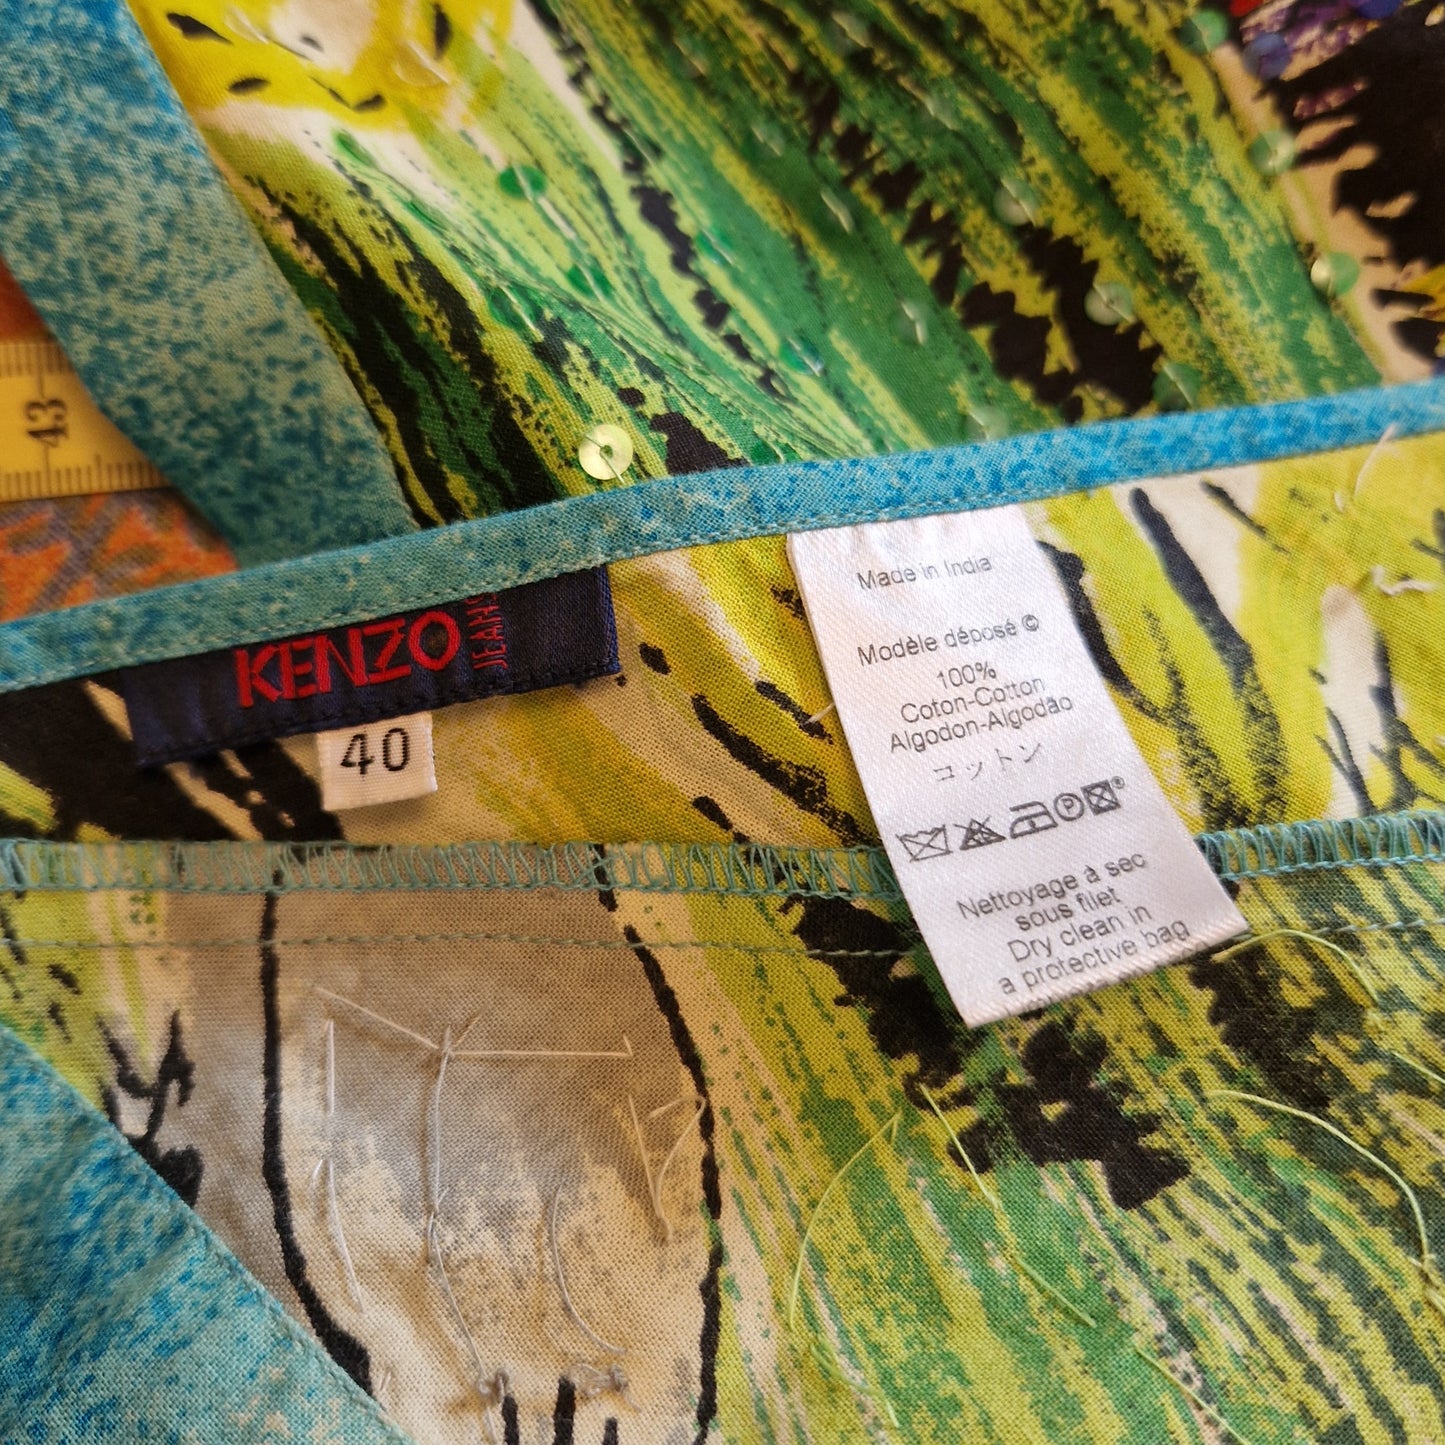 43
KENZO JEANS
40
Made in India
Modèle déposé ©
100%
Coton-Cotton
Algodon-Algodão
コットン
P
Nettoyage à sec
sous filet
Dry clean in
a protective bag